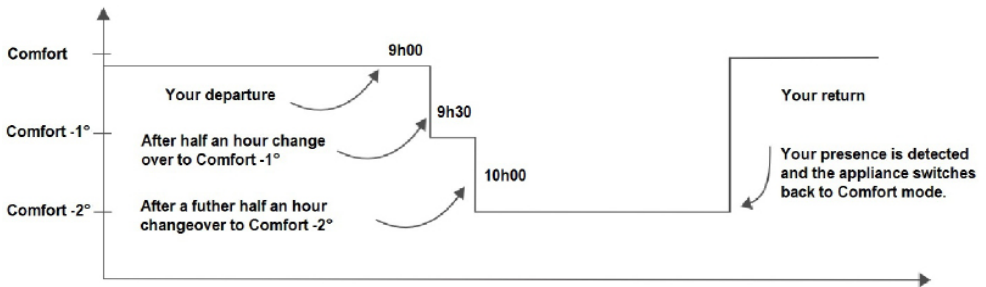 Comfort
9h00
Your departure
Your return
9h30
Comfort -1°
After half an hour change
over to Comfort -1°
Your presence is detected
and the appliance switches
back to Comfort mode.
10h00
After a futher half an hour
changeover to Comfort -2°
Comfort -2°